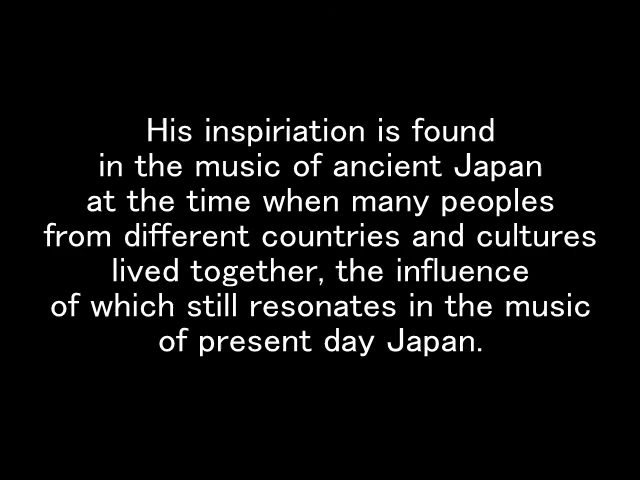 His inspiriation is found
in the music of ancient Japan
at the time when many peoples
from different countries and cultures
lived together, the influence
of which still resonates in the music
of present day Japan.